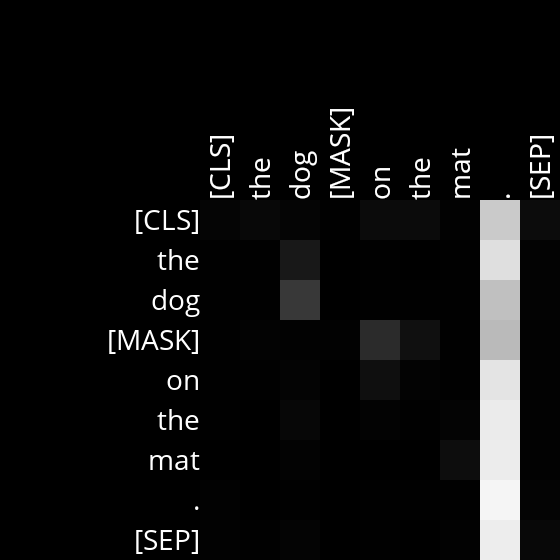 [CLS] the dog [MASK] on the mat . [SEP]
[CLS]
the
dog
[MASK]
on
the
mat
.
[SEP]